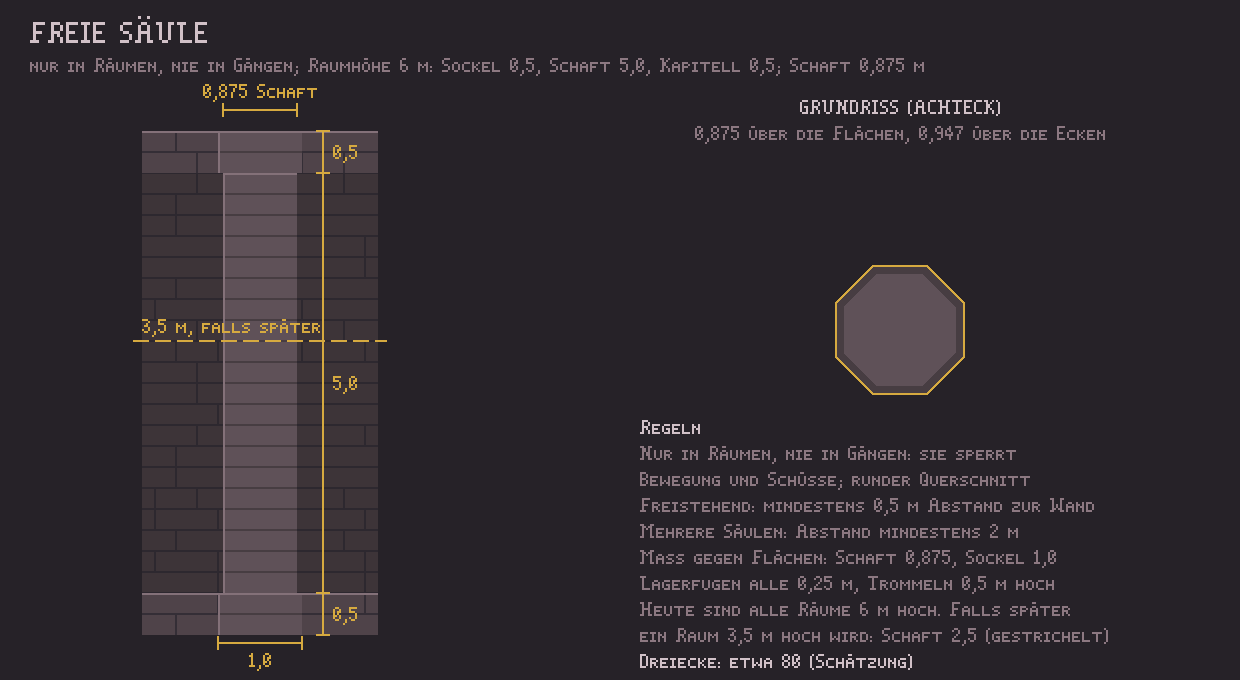 FREIE SÄULE
NUR IN RÄUMEN, NIE IN GÄNGEN; RAUMHÖHE 6 M: SOCKEL 0,5, SCHAFT 5,0, KAPITELL 0,5; SCHAFT 0,875 M
0,875 SCHAFT
0,5
3,5 M, FALLS SPÄTER
5,0
0,5
1,0
GRUNDRISS (ACHTECK)
0,875 ÜBER DIE FLÄCHEN, 0,947 ÜBER DIE ECKEN
REGELN
NUR IN RÄUMEN, NIE IN GÄNGEN: SIE SPERRT
BEWEGUNG UND SCHÜSSE; RUNDER QUERSCHNITT
FREISTEHEND: MINDESTENS 0,5 M ABSTAND ZUR WAND
MEHRERE SÄULEN: ABSTAND MINDESTENS 2 M
MASS GEGEN FLÄCHEN: SCHAFT 0,875, SOCKEL 1,0
LAGERFUGEN ALLE 0,25 M, TROMMELN 0,5 M HOCH
HEUTE SIND ALLE RÄUME 6 M HOCH. FALLS SPÄTER
EIN RAUM 3,5 M HOCH WIRD: SCHAFT 2,5 (GESTRICHELT)
DREIECKE: ETWA 80 (SCHÄTZUNG)